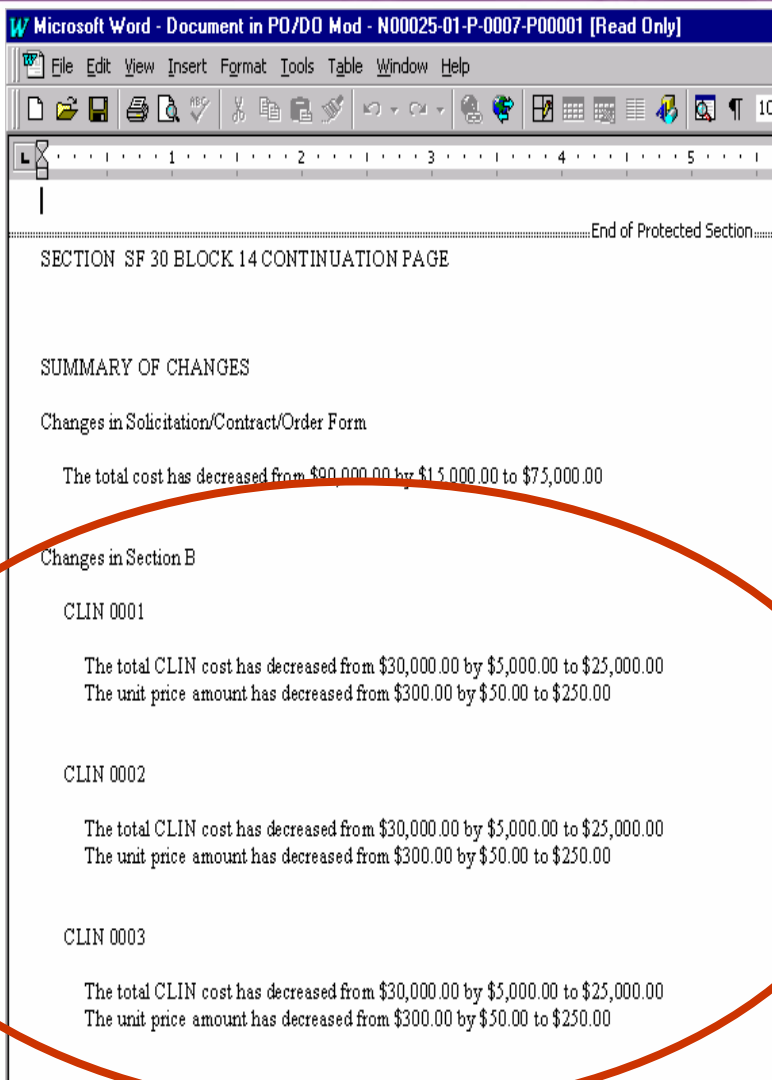 Microsoft Word - Document in PO/DO Mod - N00025-01-P-0007-P00001 [Read Only]
File Edit View Insert Format Tools Table Window Help
ABC ¶ 10
L 1 2 3 4 5
End of Protected Section
SECTION SF 30 BLOCK 14 CONTINUATION PAGE
SUMMARY OF CHANGES
Changes in Solicitation/Contract/Order Form
The total cost has decreased from $90,000.00 by $15,000.00 to $75,000.00
Changes in Section B
CLIN 0001
The total CLIN cost has decreased from $30,000.00 by $5,000.00 to $25,000.00
The unit price amount has decreased from $300.00 by $50.00 to $250.00
CLIN 0002
The total CLIN cost has decreased from $30,000.00 by $5,000.00 to $25,000.00
The unit price amount has decreased from $300.00 by $50.00 to $250.00
CLIN 0003
The total CLIN cost has decreased from $30,000.00 by $5,000.00 to $25,000.00
The unit price amount has decreased from $300.00 by $50.00 to $250.00